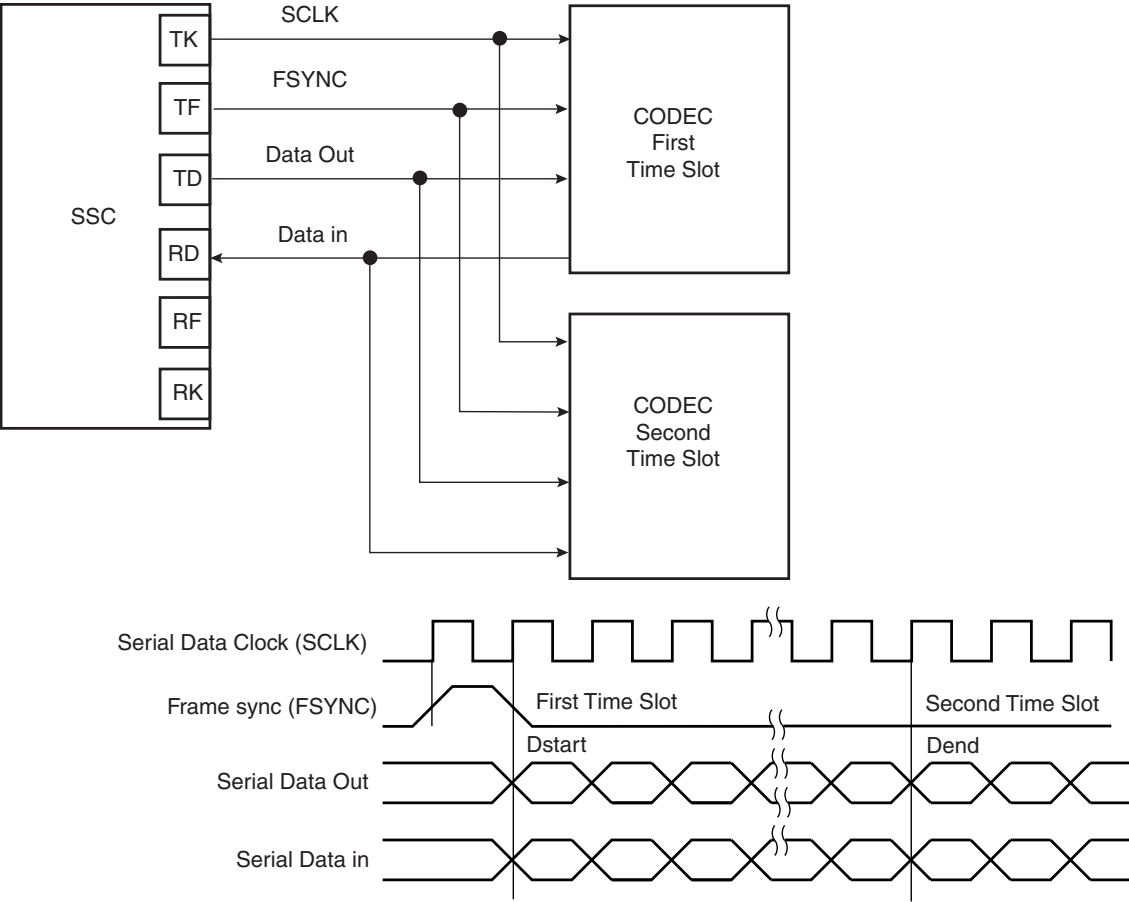 SCLK
TK
FSYNC
TF
CODEC
First
Time Slot
Data Out
TD
SSC
Data in
RD
RF
RK
CODEC
Second
Time Slot
Serial Data Clock (SCLK)
Frame sync (FSYNC)
First Time Slot
Second Time Slot
Dstart
Dend
Serial Data Out
Serial Data in